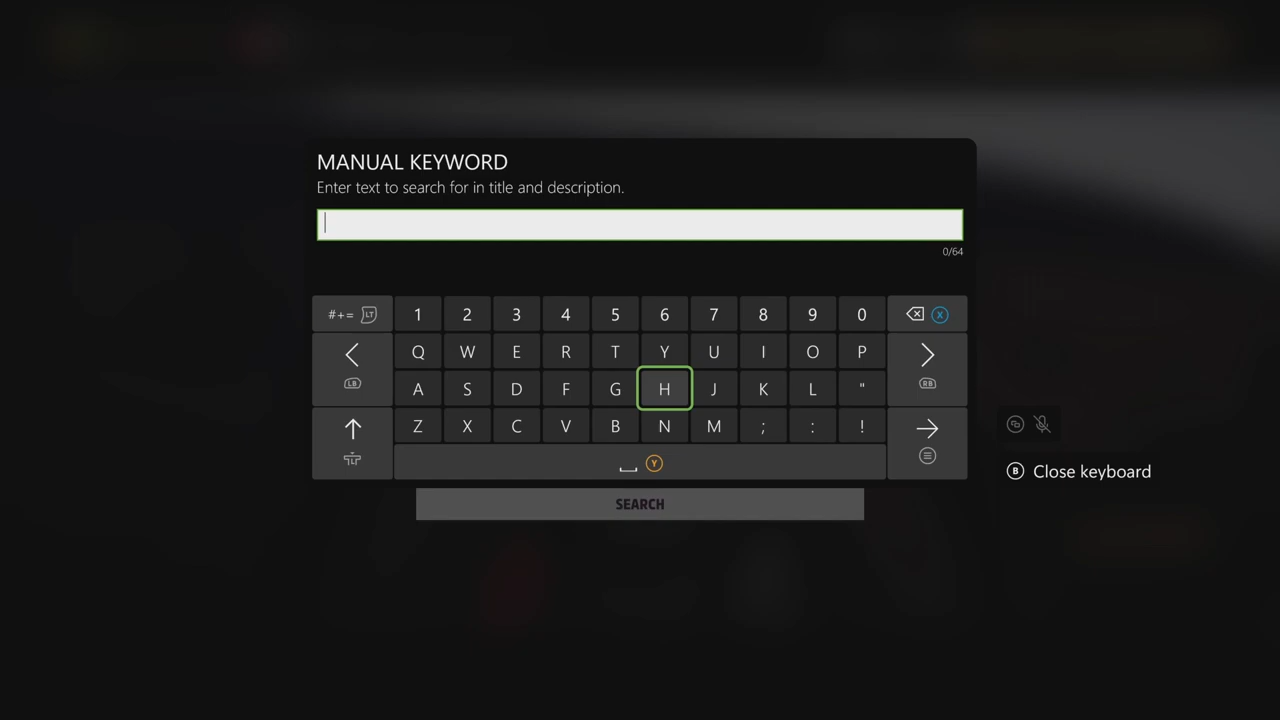 MANUAL KEYWORD
Enter text to search for in title and description.
0/64
#+= LT 1 2 3 4 5 6 7 8 9 0 X
Q W E R T Y U I O P
LB A S D F G H J K L " RB
Z X C V B N M ; : !
Y
SEARCH
B Close keyboard